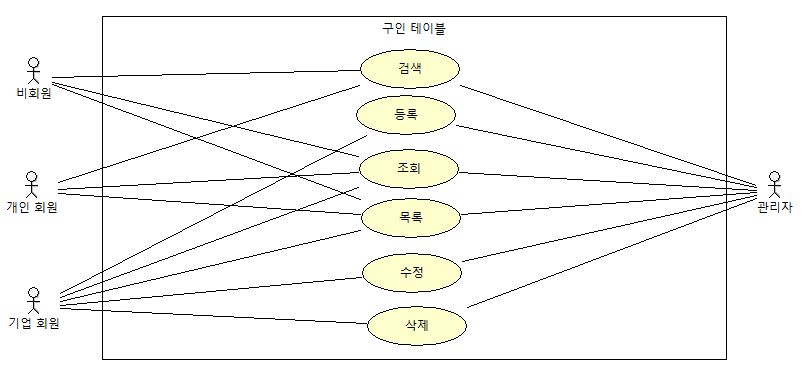 구인 테이블
비회원
검색
등록
조회
개인 회원
관리자
목록
수정
기업 회원
삭제